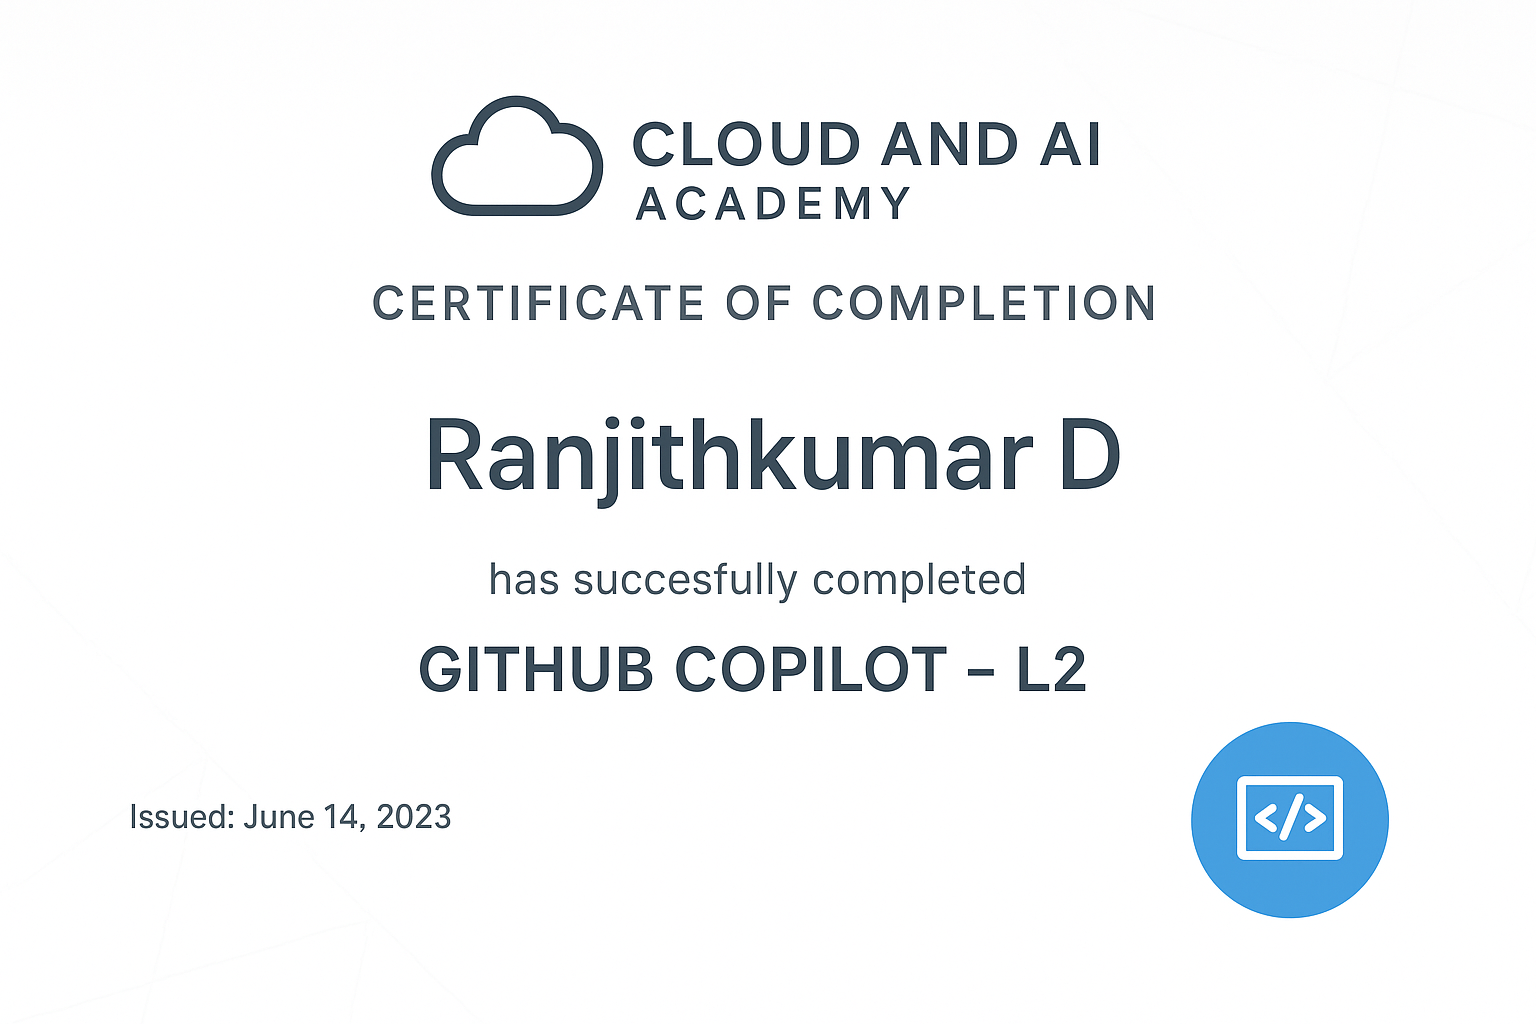 CLOUD AND AI
ACADEMY
CERTIFICATE OF COMPLETION
Ranjithkumar D
has succesfully completed
GITHUB COPILOT – L2
Issued: June 14, 2023
</>